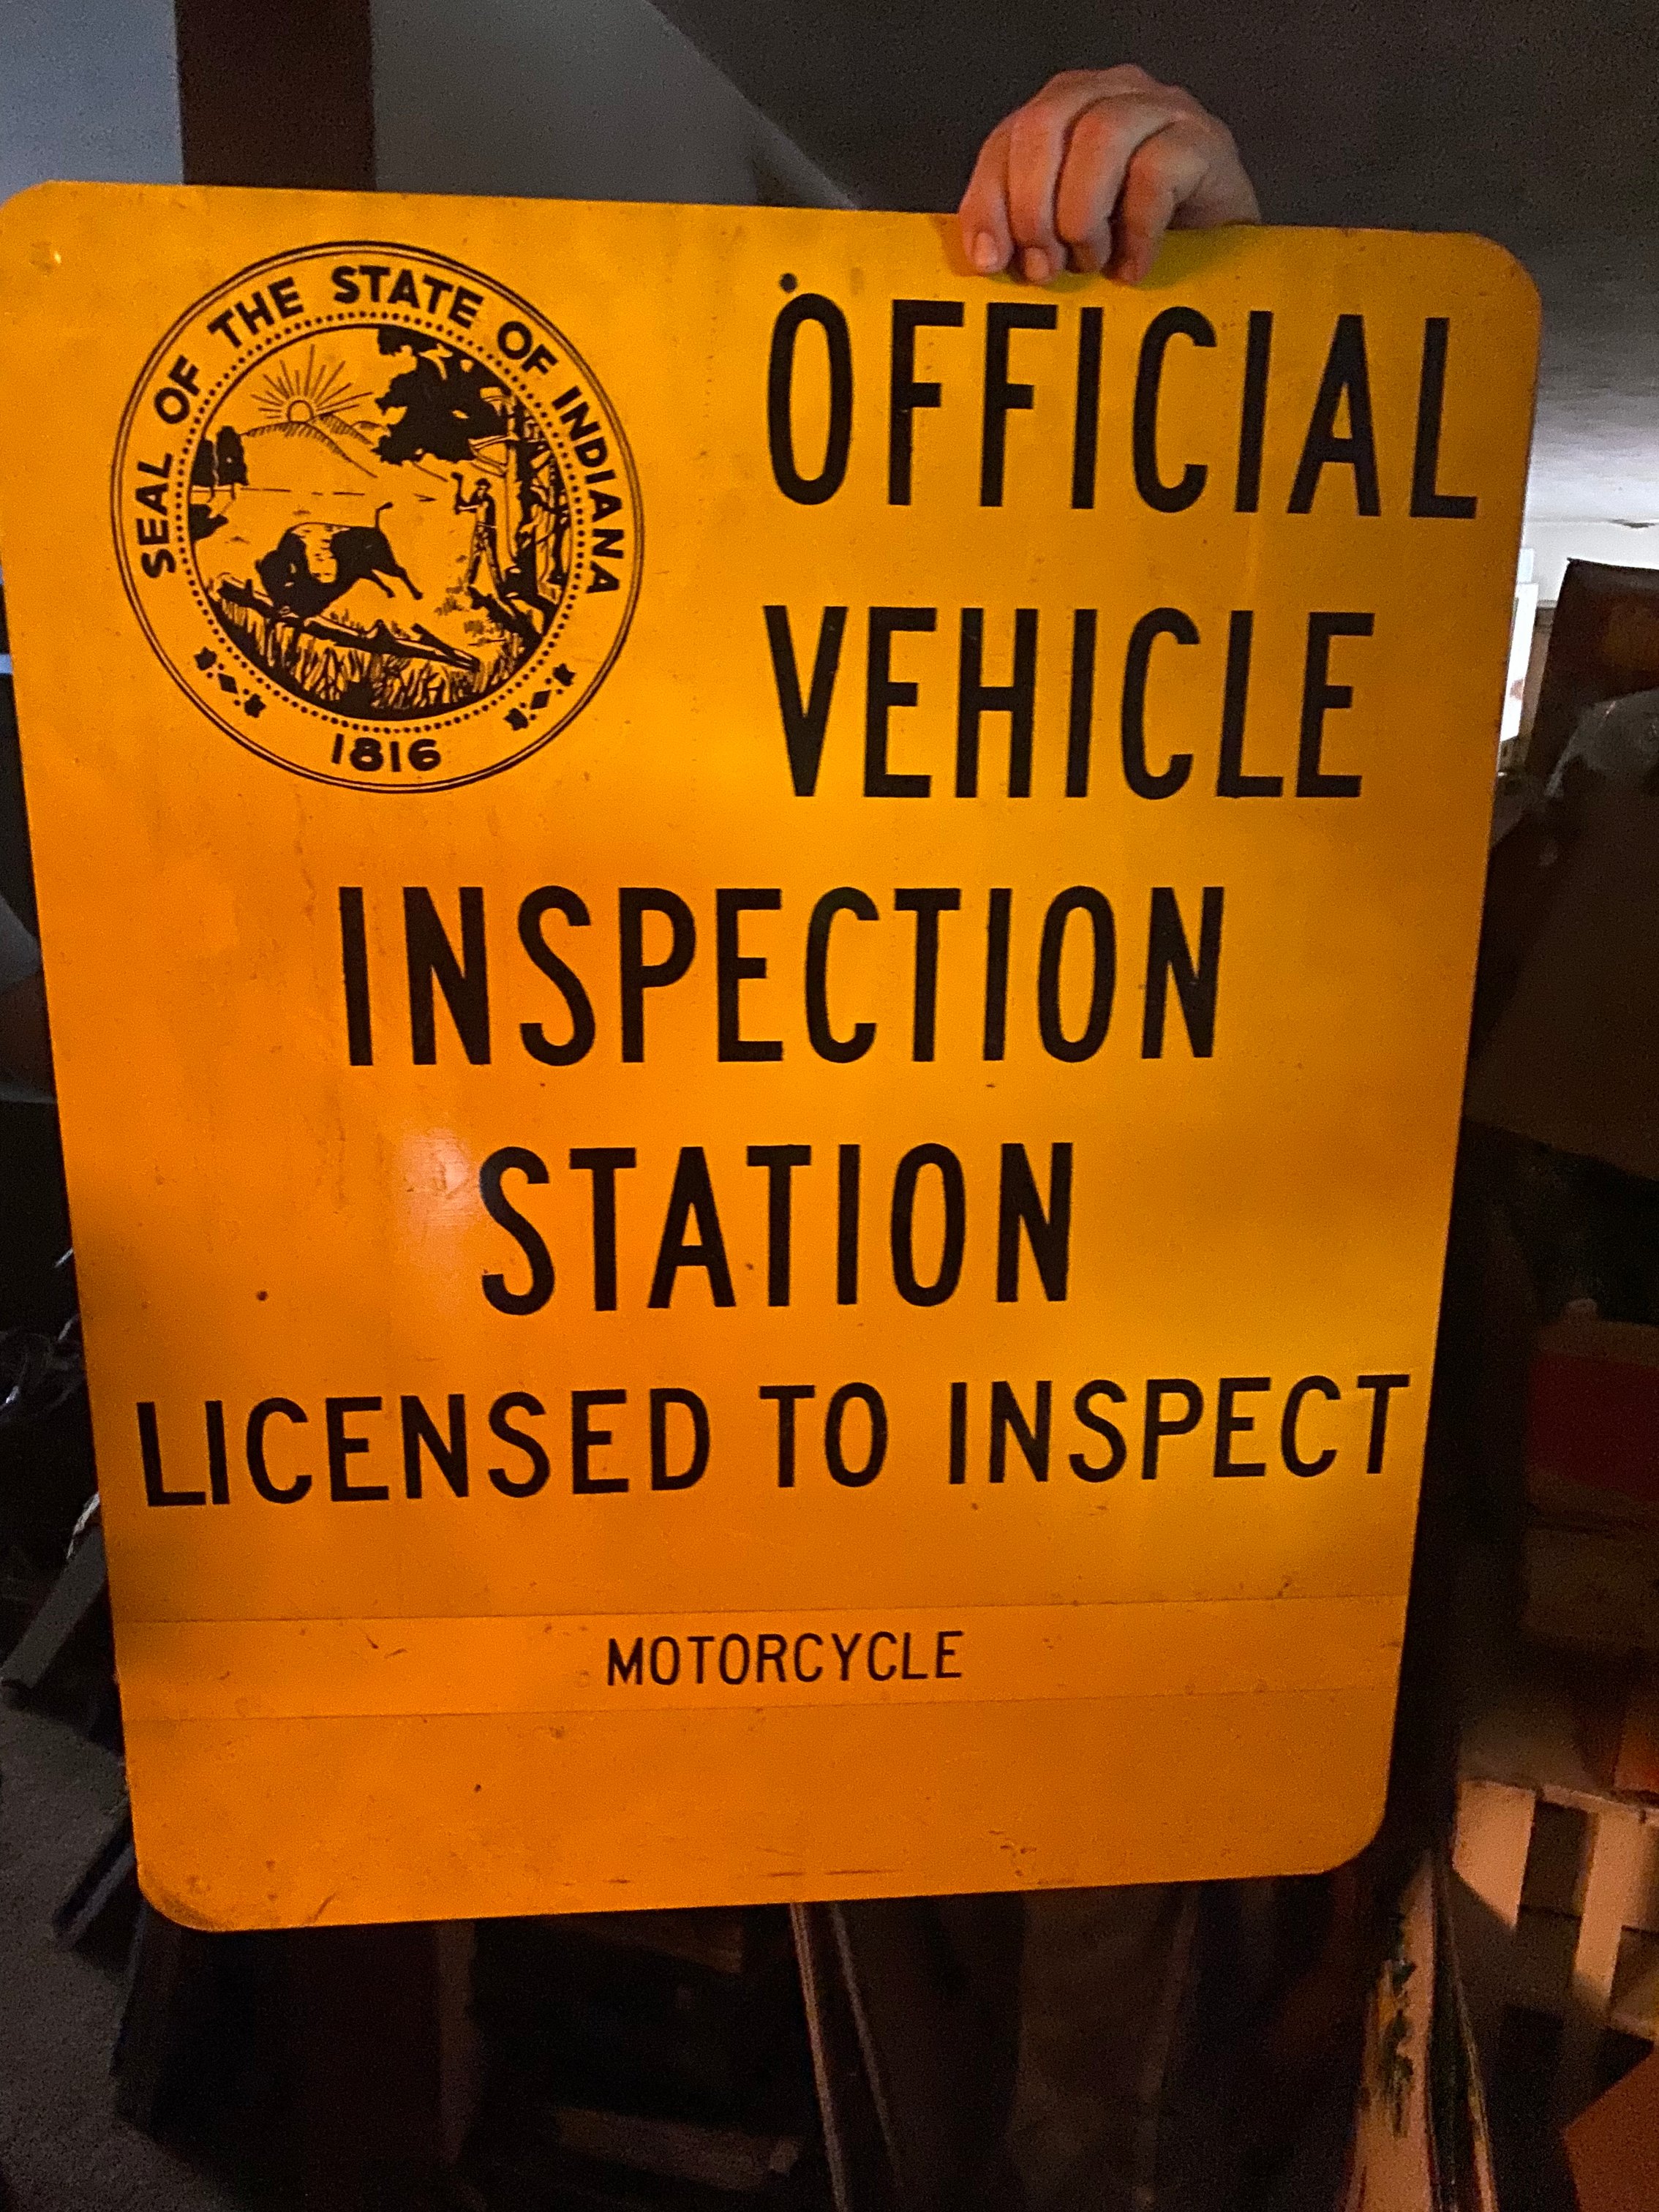 SEAL OF THE STATE OF INDIANA
1816
OFFICIAL
VEHICLE
INSPECTION
STATION
LICENSED TO INSPECT
MOTORCYCLE